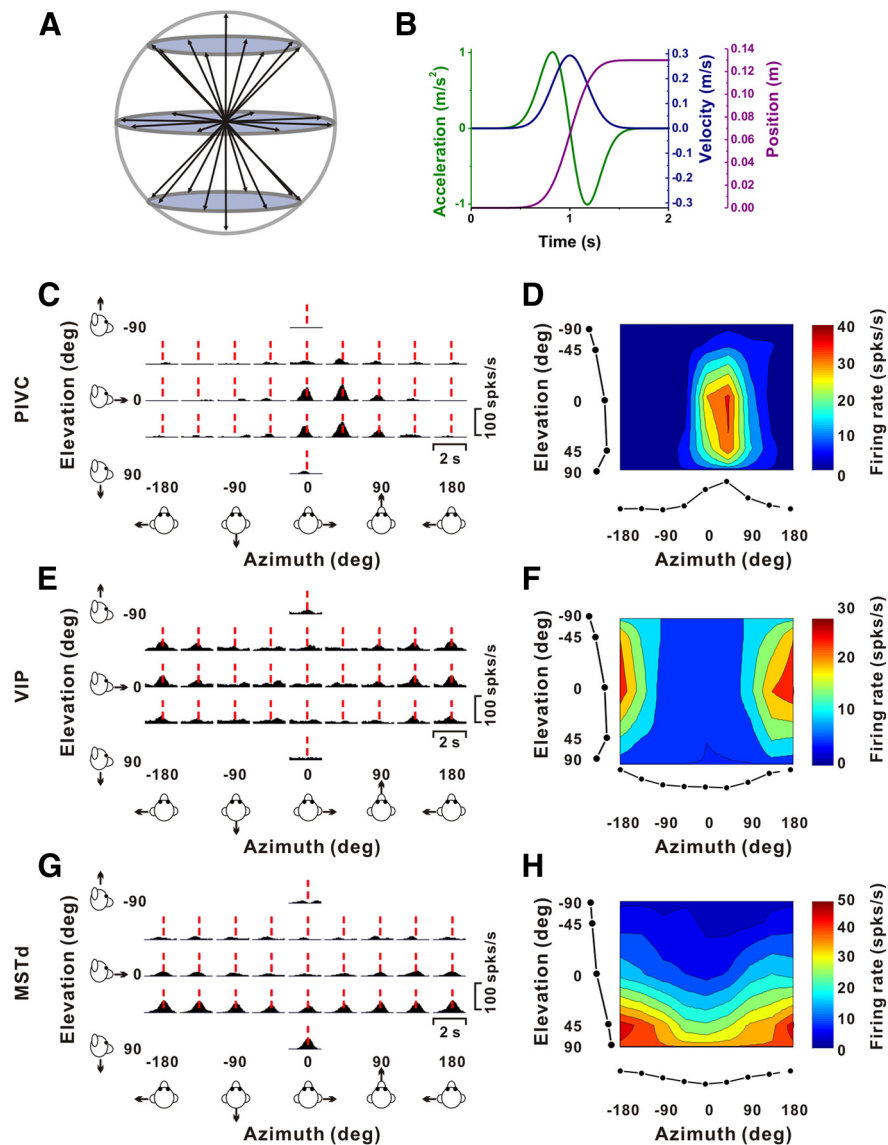 A
B
Acceleration (m/s²)
1
0
-1
0
1
2
Time (s)
0.3
0.2
0.1
0.0
-0.1
-0.2
-0.3
Velocity (m/s)
0.14
0.12
0.10
0.08
0.06
0.04
0.02
0.00
Position (m)
C
PIVC
Elevation (deg)
-90
0
90
100 spks/s
2 s
-180
-90
0
90
180
Azimuth (deg)
D
Elevation (deg)
-90
-45
0
45
90
-180
-90
0
90
180
Azimuth (deg)
40
30
20
10
0
Firing rate (spks/s)
E
VIP
Elevation (deg)
-90
0
90
100 spks/s
2 s
-180
-90
0
90
180
Azimuth (deg)
F
Elevation (deg)
-90
-45
0
45
90
-180
-90
0
90
180
Azimuth (deg)
30
20
10
0
Firing rate (spks/s)
G
MSTd
Elevation (deg)
-90
0
90
100 spks/s
2 s
-180
-90
0
90
180
Azimuth (deg)
H
Elevation (deg)
-90
-45
0
45
90
-180
-90
0
90
180
Azimuth (deg)
50
40
30
20
10
0
Firing rate (spks/s)